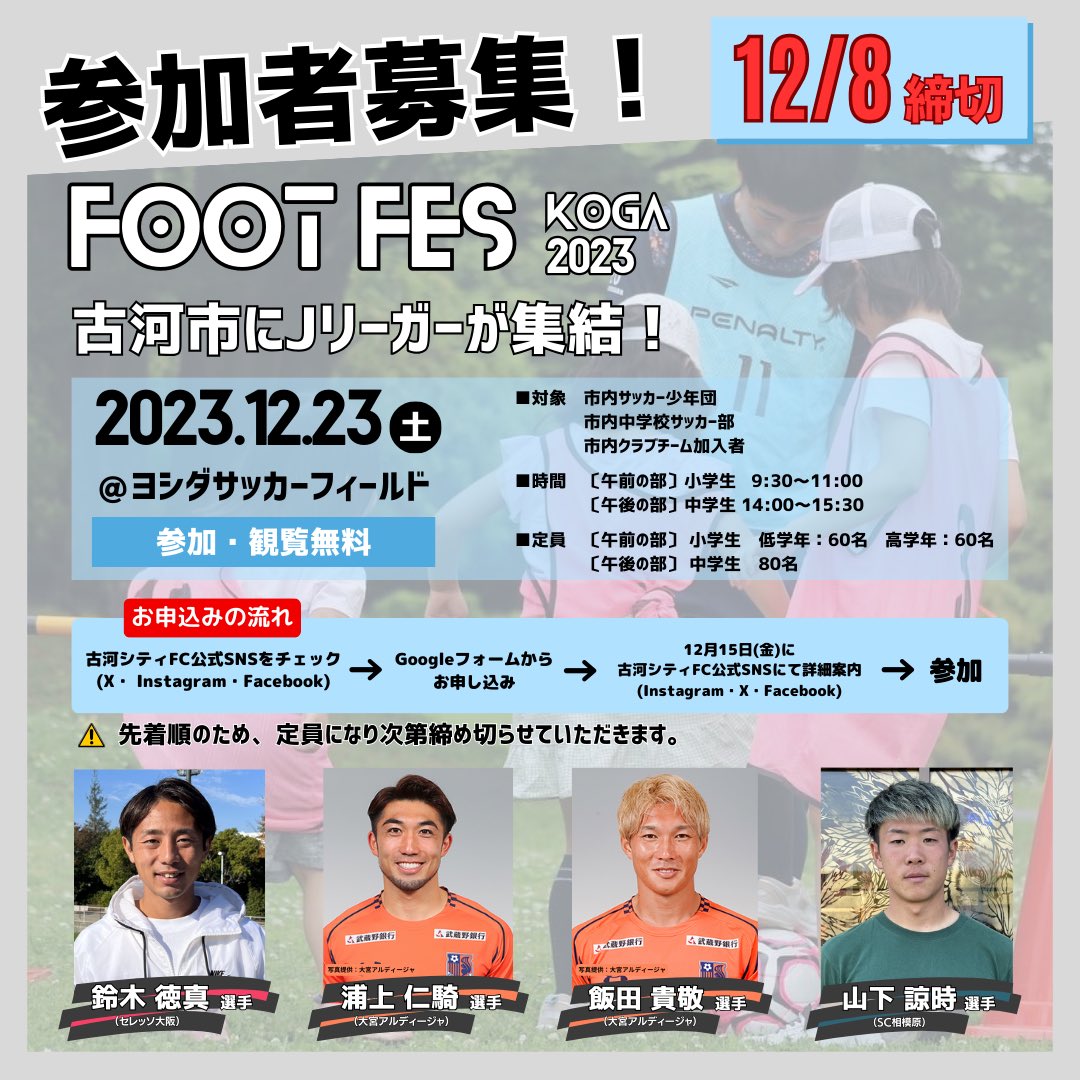 参加者募集！
12/8 締切
FOOT FES KOGA 2023
古河市にJリーガーが集結！
2023.12.23 土
@ヨシダサッカーフィールド
参加・観覧無料
■対象 市内サッカー少年団
市内中学校サッカー部
市内クラブチーム加入者
■時間 〔午前の部〕小学生 9:30～11:00
〔午後の部〕中学生 14:00～15:30
■定員 〔午前の部〕 小学生 低学年：60名 高学年：60名
〔午後の部〕 中学生 80名
PENALTY
11
お申込みの流れ
古河シティFC公式SNSをチェック
(X・ Instagram・Facebook)
→
Googleフォームから
お申し込み
→
12月15日(金)に
古河シティFC公式SNSにて詳細案内
(Instagram・X・Facebook)
→
参加
⚠ 先着順のため、定員になり次第締め切らせていただきます。
NIKE
鈴木 徳真 選手
（セレッソ大阪）
武蔵野銀行
写真提供：大宮アルディージャ
浦上 仁騎 選手
（大宮アルディージャ）
武蔵野銀行
武蔵野銀行
写真提供：大宮アルディージャ
飯田 貴敬 選手
（大宮アルディージャ）
武蔵野銀行
山下 諒時 選手
（SC相模原）